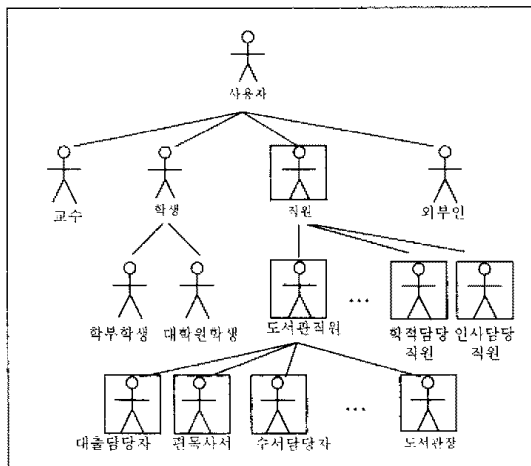 사용자
교수
학생
직원
외부인
학부학생
대학원학생
도서관직원
...
학적담당
직원
인사담당
직원
대출담당자
편목사서
수서담당자
...
도서관장